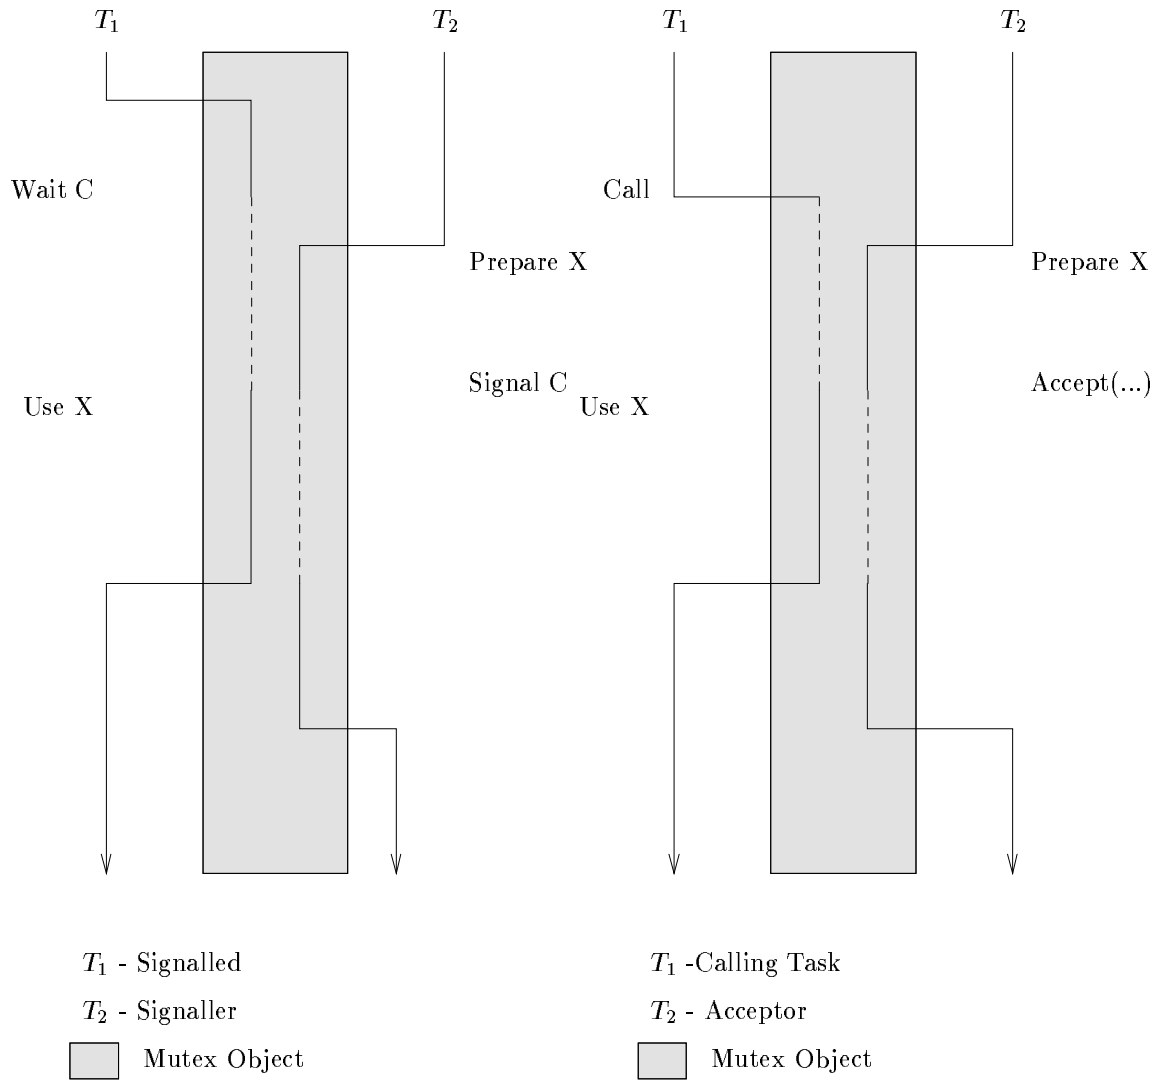 T₁
T₂
T₁
T₂
Wait C
Call
Prepare X
Prepare X
Signal C
Accept(...)
Use X
Use X
T₁ - Signalled
T₂ - Signaller
Mutex Object
T₁ -Calling Task
T₂ - Acceptor
Mutex Object